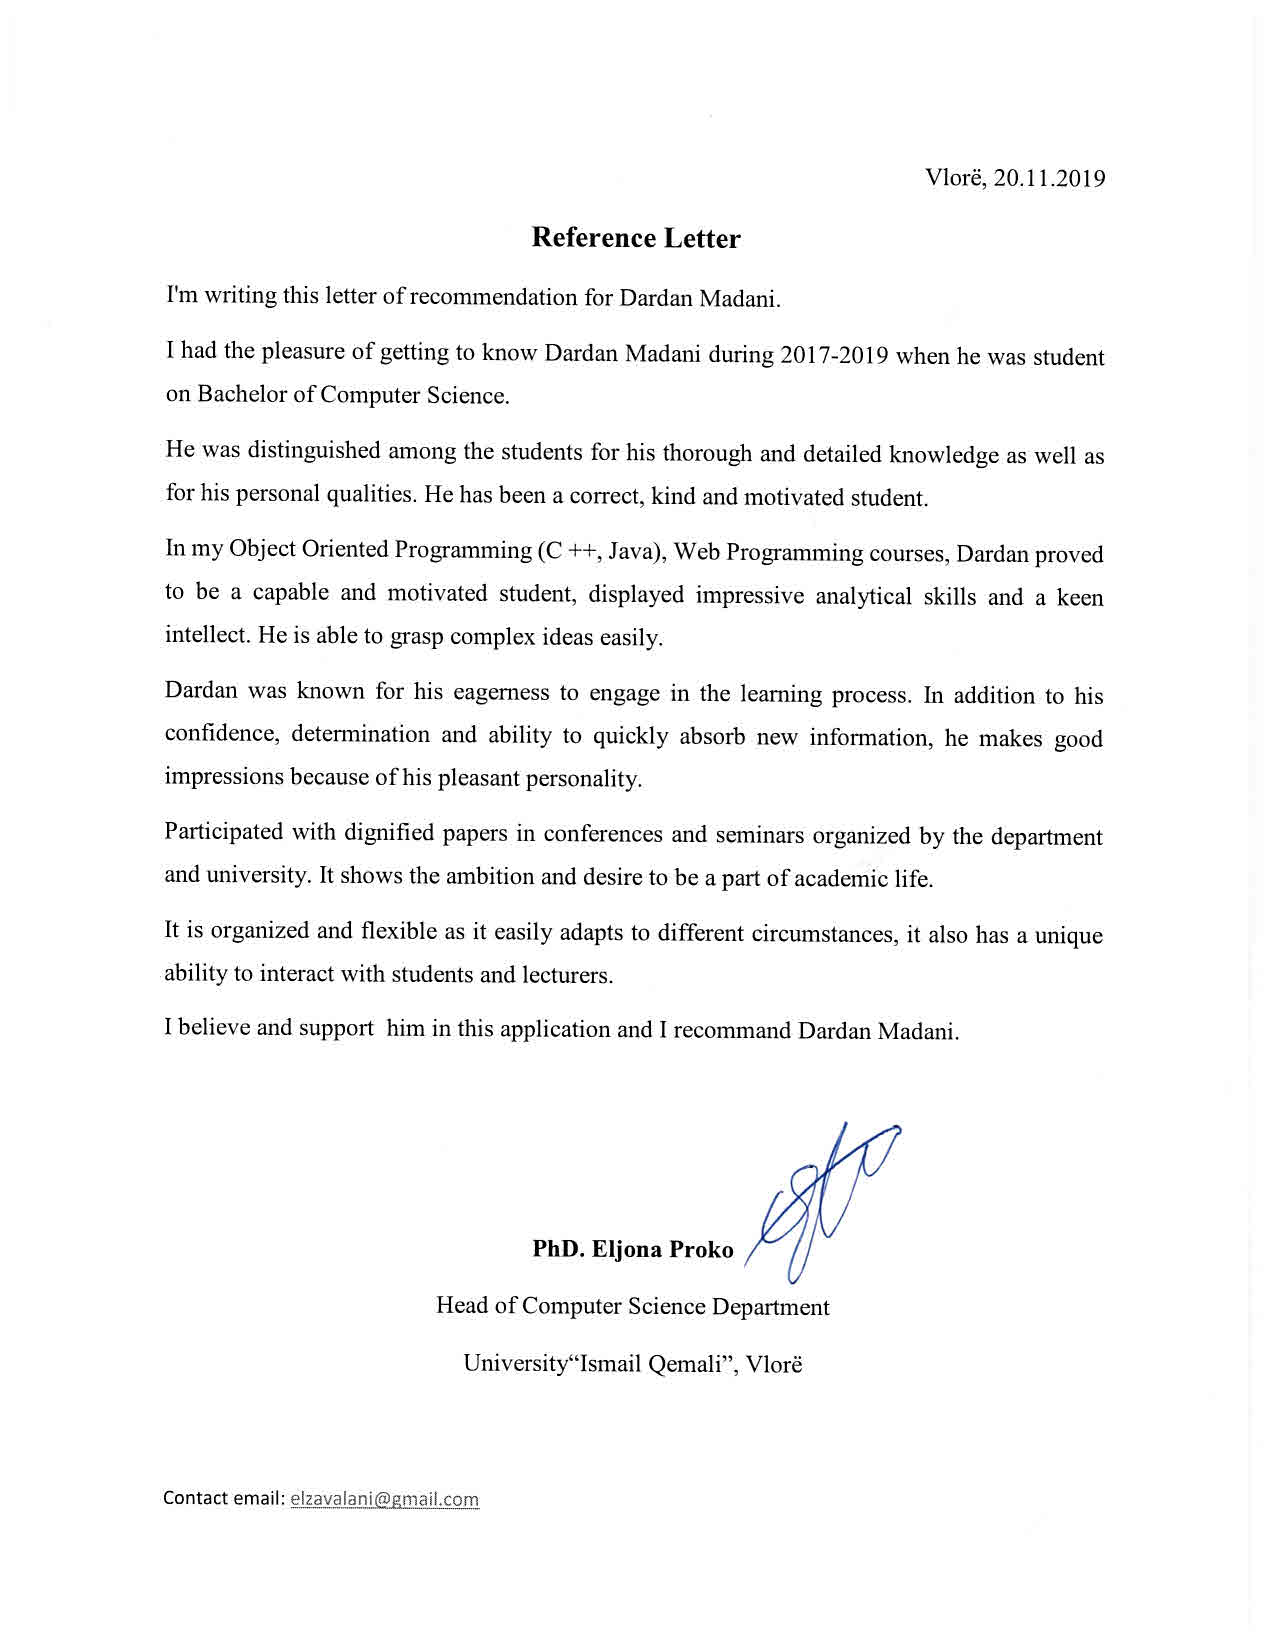 Vlorë, 20.11.2019
Reference Letter
I'm writing this letter of recommendation for Dardan Madani.
I had the pleasure of getting to know Dardan Madani during 2017-2019 when he was student
on Bachelor of Computer Science.
He was distinguished among the students for his thorough and detailed knowledge as well as
for his personal qualities. He has been a correct, kind and motivated student.
In my Object Oriented Programming (C ++, Java), Web Programming courses, Dardan proved
to be a capable and motivated student, displayed impressive analytical skills and a keen
intellect. He is able to grasp complex ideas easily.
Dardan was known for his eagerness to engage in the learning process. In addition to his
confidence, determination and ability to quickly absorb new information, he makes good
impressions because of his pleasant personality.
Participated with dignified papers in conferences and seminars organized by the department
and university. It shows the ambition and desire to be a part of academic life.
It is organized and flexible as it easily adapts to different circumstances, it also has a unique
ability to interact with students and lecturers.
I believe and support him in this application and I recommand Dardan Madani.
PhD. Eljona Proko
Head of Computer Science Department
University“Ismail Qemali”, Vlorë
Contact email: elzavalani@gmail.com